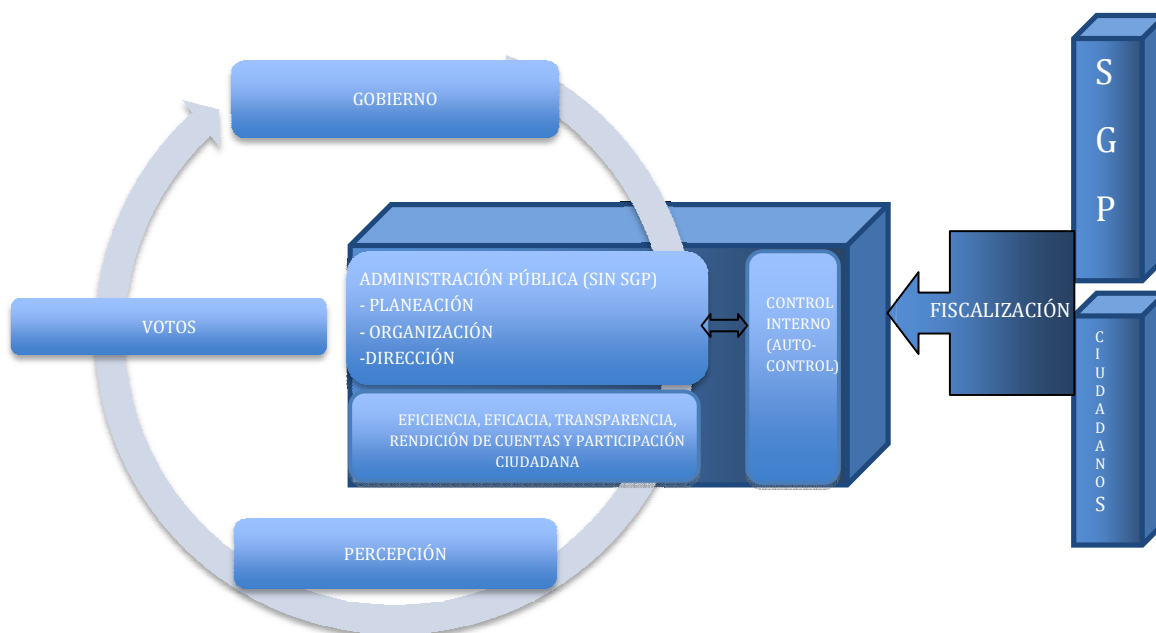 GOBIERNO
VOTOS
ADMINISTRACIÓN PÚBLICA (SIN SGP)
- PLANEACIÓN
- ORGANIZACIÓN
-DIRECCIÓN
EFICIENCIA, EFICACIA, TRANSPARENCIA,
RENDICIÓN DE CUENTAS Y PARTICIPACIÓN
CIUDADANA
CONTROL
INTERNO
(AUTO-
CONTROL)
PERCEPCIÓN
FISCALIZACIÓN
S
G
P
C
I
U
D
A
D
A
N
O
S